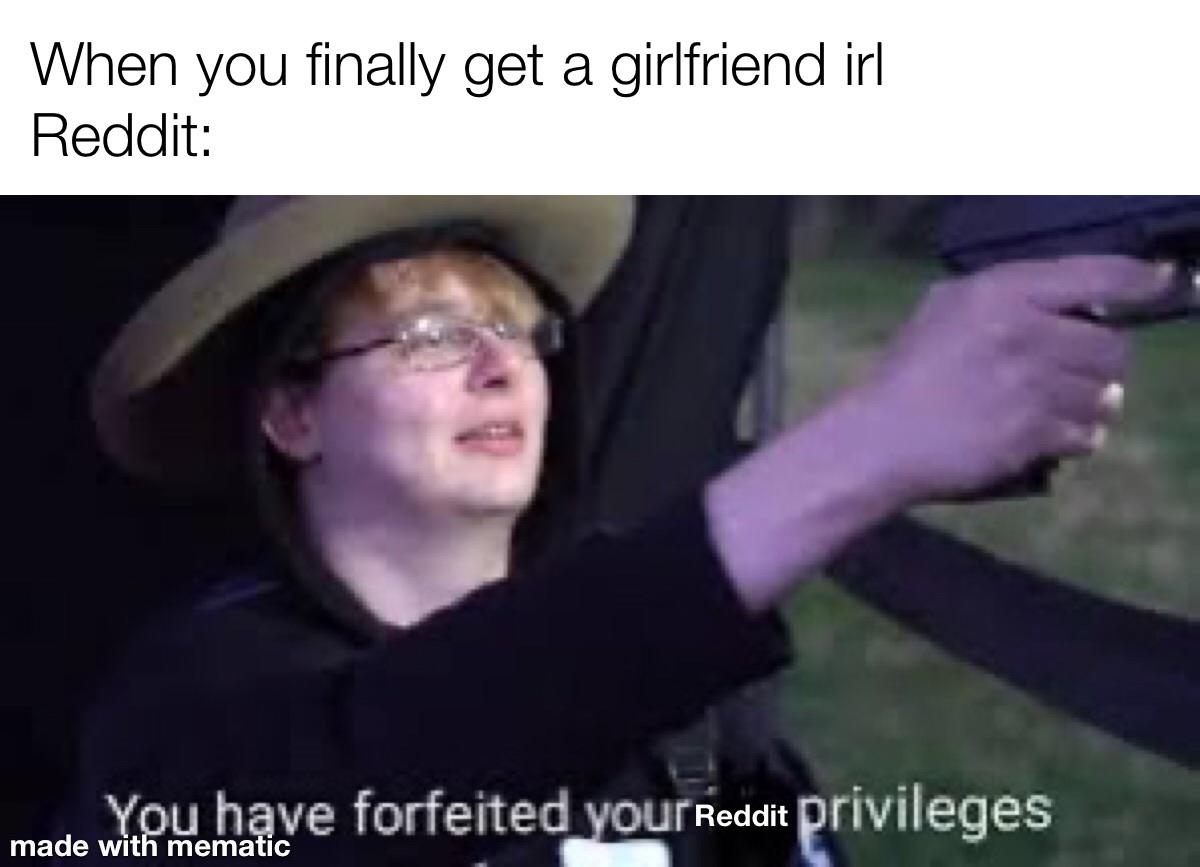 When you finally get a girlfriend irl
Reddit:
You have forfeited your Reddit privileges
made with mematic